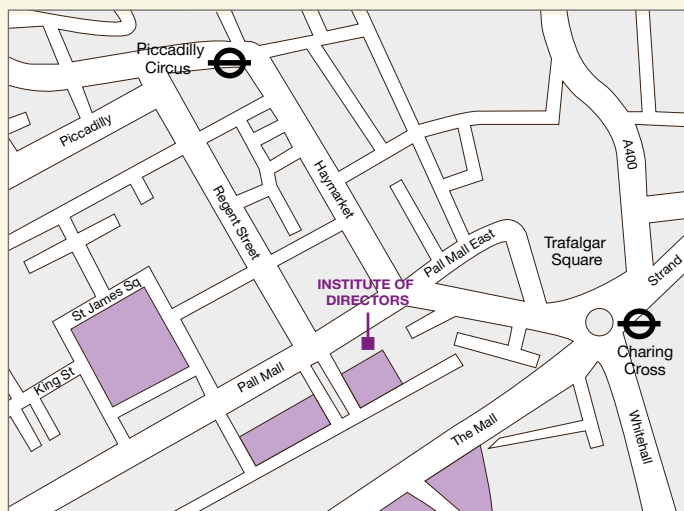 Piccadilly
Circus
Piccadilly
A400
Haymarket
Regent Street
Pall Mall East
Trafalgar
Square
Strand
St James Sq
INSTITUTE OF
DIRECTORS
Charing
Cross
King St
Pall Mall
The Mall
Whitehall